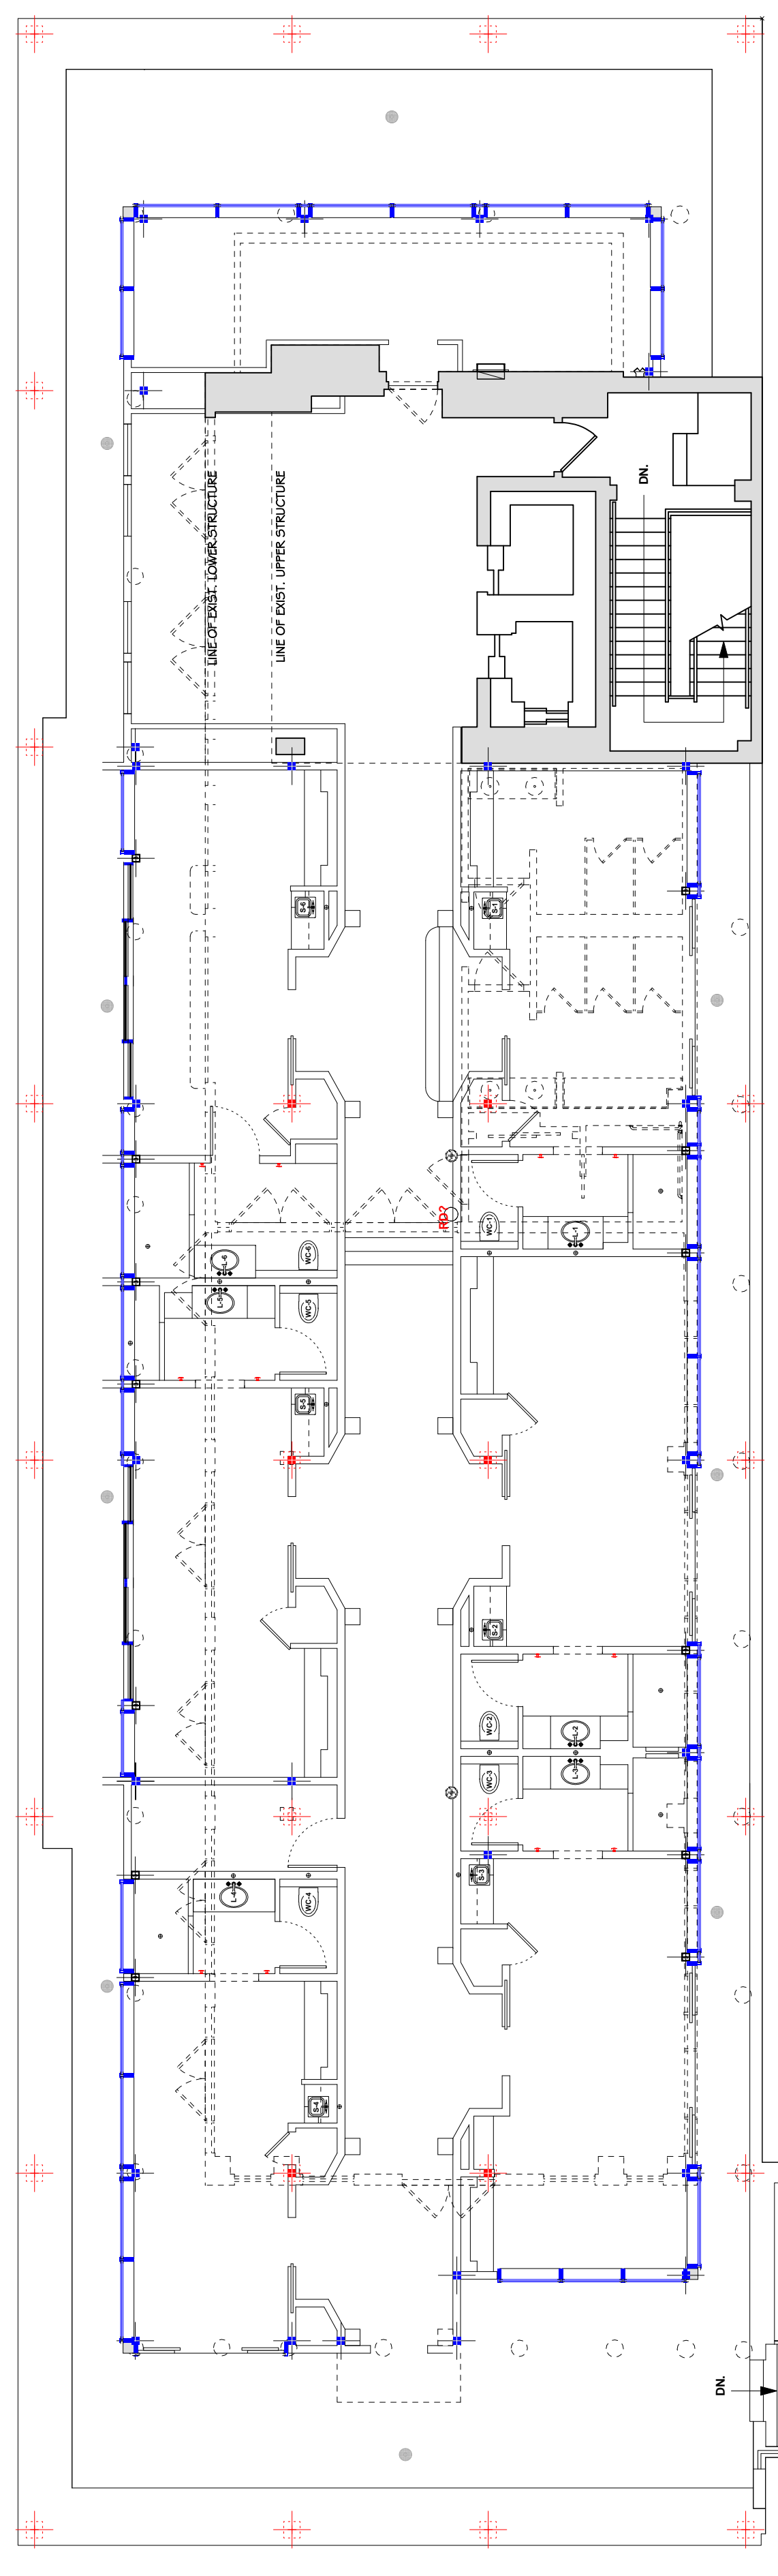 DN.
LINE OF EXIST. LOWER STRUCTURE
LINE OF EXIST. UPPER STRUCTURE
S-6
S-1
RD?
WC-1
L-1
L-6
WC-6
L-5
WC-5
S-5
S-2
WC-2
L-2
WC-3
L-3
S-3
L-4
WC-4
S-4
DN.